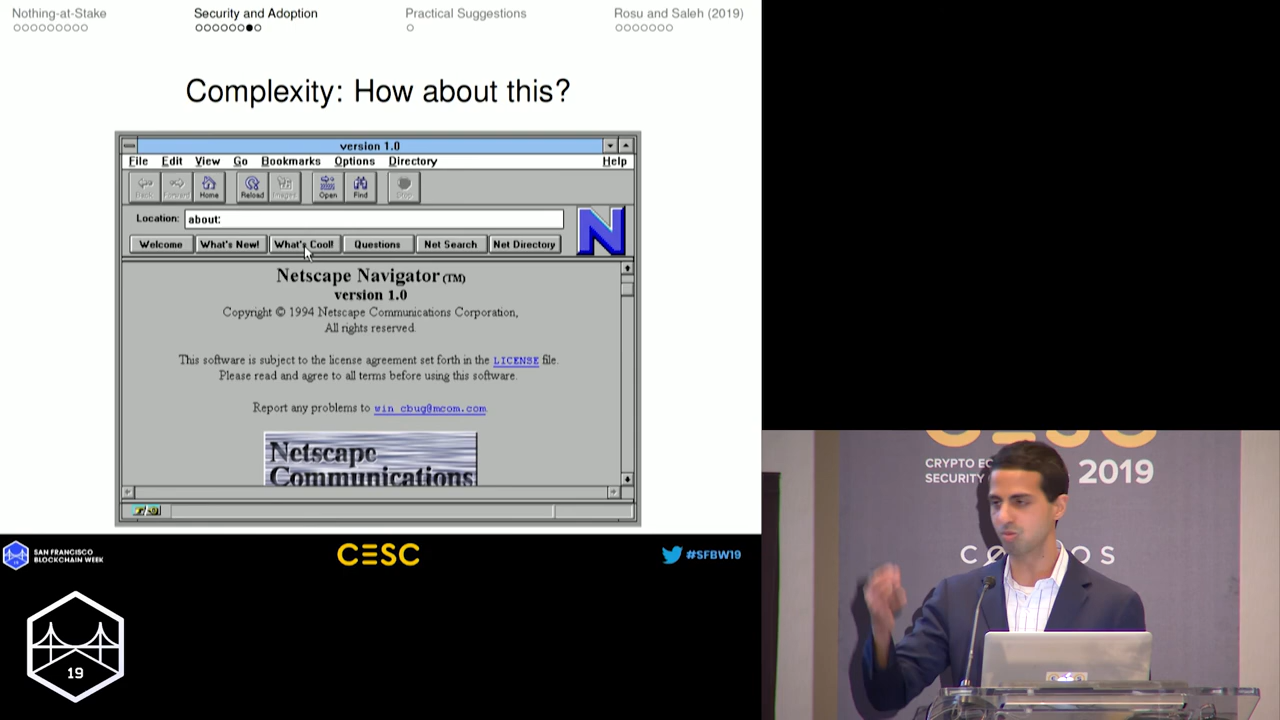 Nothing-at-Stake
Security and Adoption
Practical Suggestions
Rosu and Saleh (2019)
Complexity: How about this?
version 1.0
File Edit View Go Bookmarks Options Directory Help
Back Forward Home Reload Images Open Find Stop
Location: about:
N
Welcome What's New! What's Cool! Questions Net Search Net Directory
Netscape Navigator (TM)
version 1.0
Copyright © 1994 Netscape Communications Corporation,
All rights reserved.
This software is subject to the license agreement set forth in the LICENSE file.
Please read and agree to all terms before using this software.
Report any problems to win_cbug@mcom.com.
Netscape
Communications
SAN FRANCISCO
BLOCKCHAIN WEEK
CESC
#SFBW19
19
CESC
CRYPTO EC
SECURITY
2019